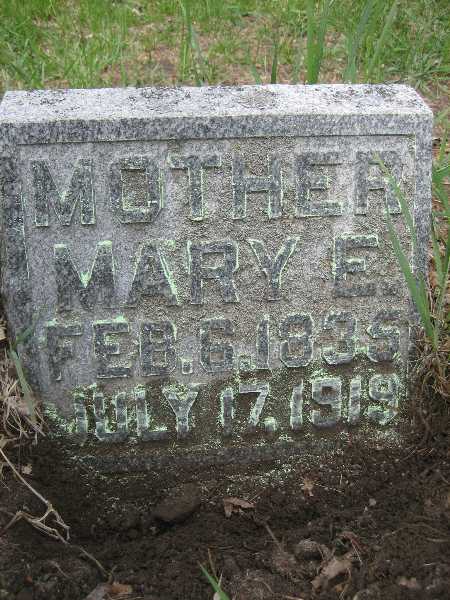 MOTHER
MARY E.
FEB. 6, 1835
JULY 17, 1919